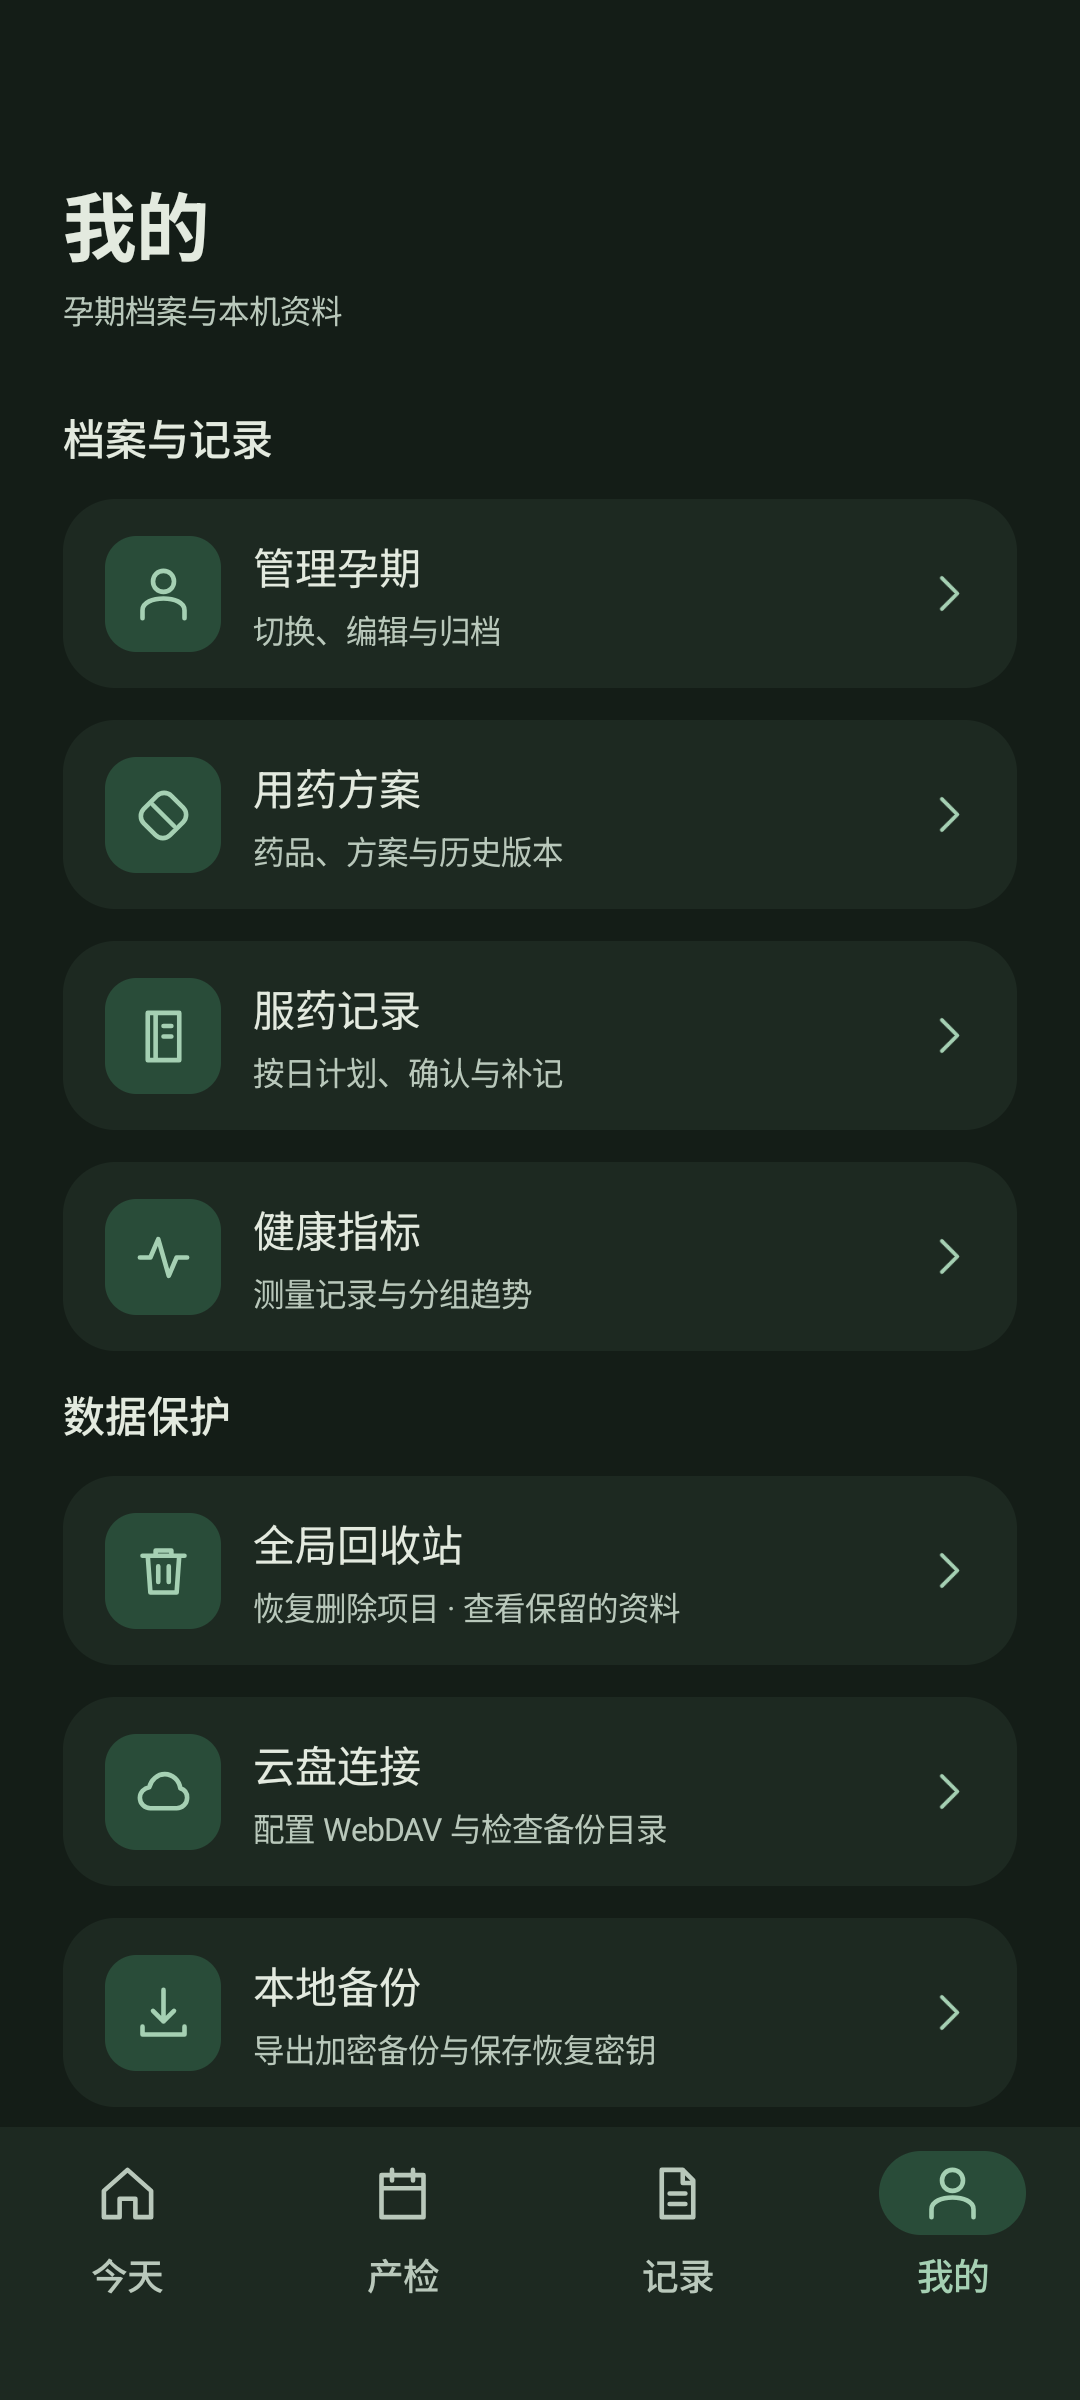 我的
孕期档案与本机资料
档案与记录
管理孕期
切换、编辑与归档
用药方案
药品、方案与历史版本
服药记录
按日计划、确认与补记
健康指标
测量记录与分组趋势
数据保护
全局回收站
恢复删除项目 · 查看保留的资料
云盘连接
配置 WebDAV 与检查备份目录
本地备份
导出加密备份与保存恢复密钥
今天
产检
记录
我的